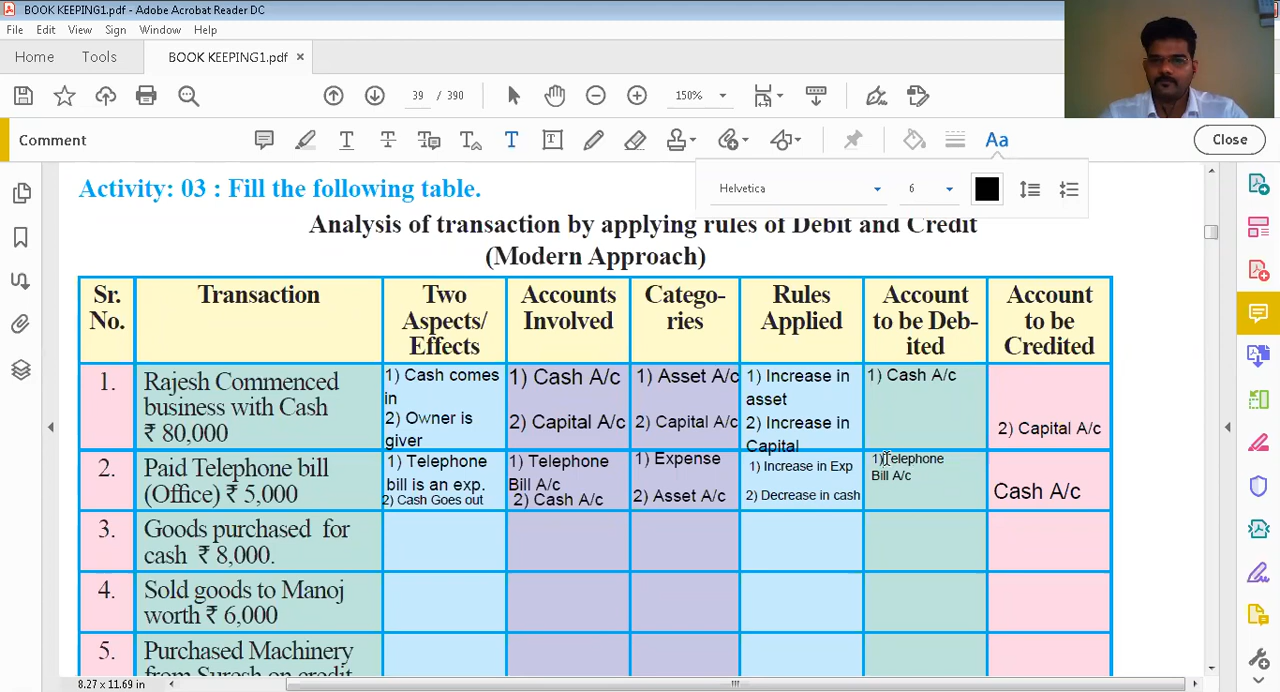 BOOK KEEPING1.pdf - Adobe Acrobat Reader DC
File Edit View Sign Window Help
Home Tools BOOK KEEPING1.pdf ×
39 / 390 150%
Comment
Close
Helvetica 6
Aa
Activity: 03 : Fill the following table.
Analysis of transaction by applying rules of Debit and Credit
(Modern Approach)
Sr.
No.
Transaction
Two
Aspects/
Effects
Accounts
Involved
Catego-
ries
Rules
Applied
Account
to be Deb-
ited
Account
to be
Credited
1.
Rajesh Commenced
business with Cash
₹ 80,000
1) Cash comes
in
2) Owner is
giver
1) Cash A/c
2) Capital A/c
1) Asset A/c
2) Capital A/c
1) Increase in
asset
2) Increase in
Capital
1) Cash A/c
2) Capital A/c
2.
Paid Telephone bill
(Office) ₹ 5,000
1) Telephone
bill is an exp.
2) Cash Goes out
1) Telephone
Bill A/c
2) Cash A/c
1) Expense
2) Asset A/c
1) Increase in Exp
2) Decrease in cash
1)Telephone
Bill A/c
Cash A/c
3.
Goods purchased for
cash ₹ 8,000.
4.
Sold goods to Manoj
worth ₹ 6,000
5.
Purchased Machinery
from Suresh on credit
8.27 x 11.69 in